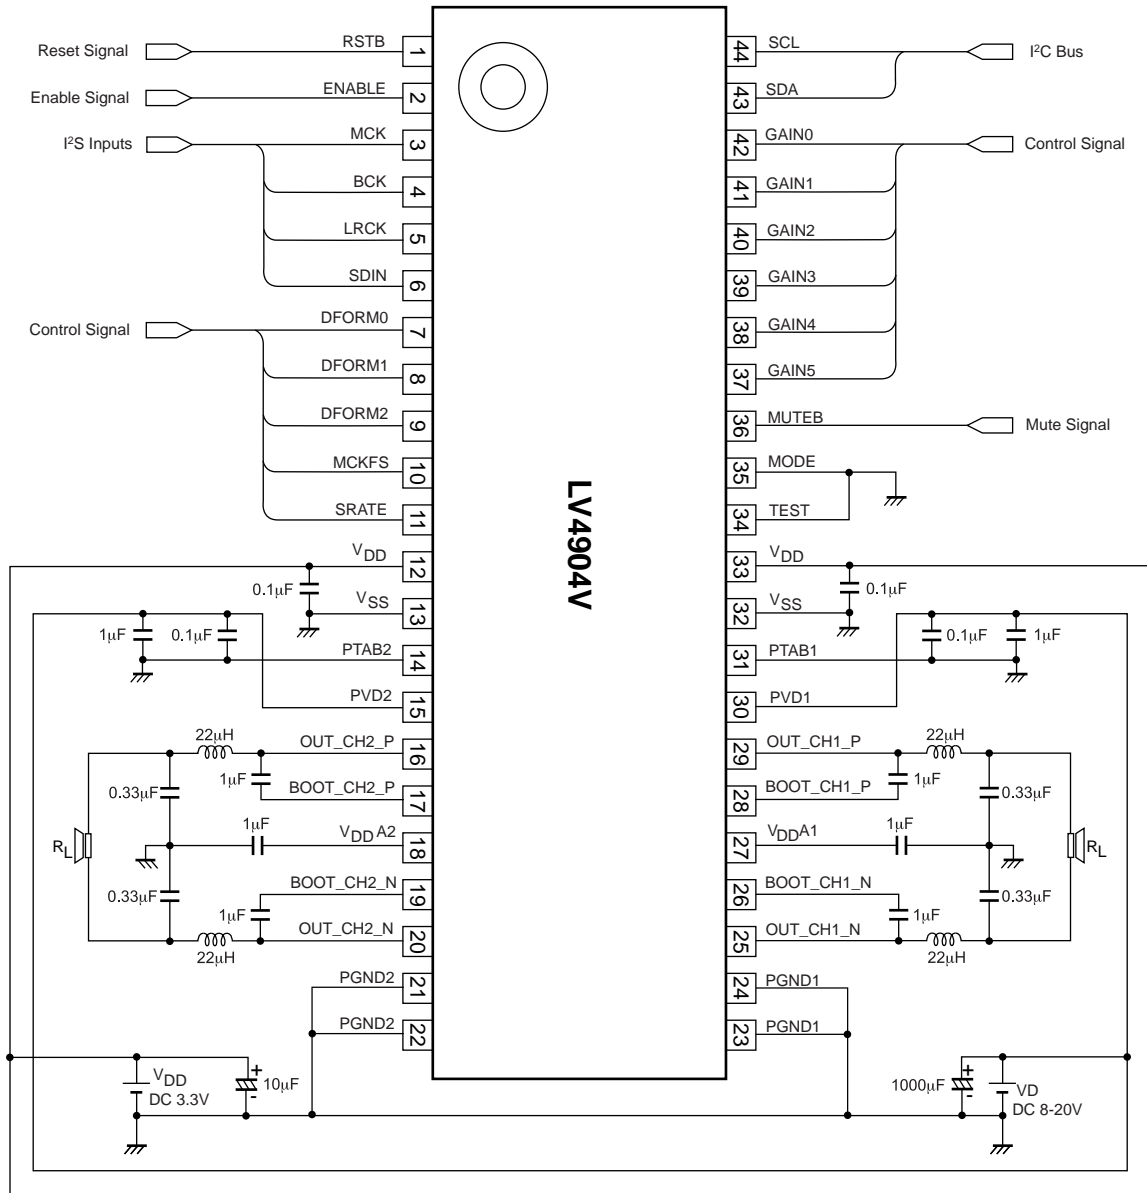 Reset Signal RSTB 1 44 SCL I²C Bus
Enable Signal ENABLE 2 43 SDA
I²S Inputs MCK 3 42 GAIN0 Control Signal
BCK 4 41 GAIN1
LRCK 5 40 GAIN2
SDIN 6 39 GAIN3
Control Signal DFORM0 7 38 GAIN4
DFORM1 8 37 GAIN5
DFORM2 9 36 MUTEB Mute Signal
MCKFS 10 35 MODE
SRATE 11 34 TEST
LV4904V
VDD 12 33 VDD
0.1µF 0.1µF
VSS 13 32 VSS
1µF 0.1µF 0.1µF 1µF
PTAB2 14 31 PTAB1
PVD2 15 30 PVD1
22µH OUT_CH2_P 16 29 OUT_CH1_P 22µH
1µF 1µF
0.33µF BOOT_CH2_P 17 28 BOOT_CH1_P 0.33µF
1µF 1µF
RL VDDA2 18 27 VDDA1 RL
0.33µF BOOT_CH2_N 19 26 BOOT_CH1_N 0.33µF
1µF 1µF
OUT_CH2_N 20 25 OUT_CH1_N
22µH 22µH
PGND2 21 24 PGND1
PGND2 22 23 PGND1
VDD + 10µF - 1000µF + - VD
DC 3.3V DC 8-20V